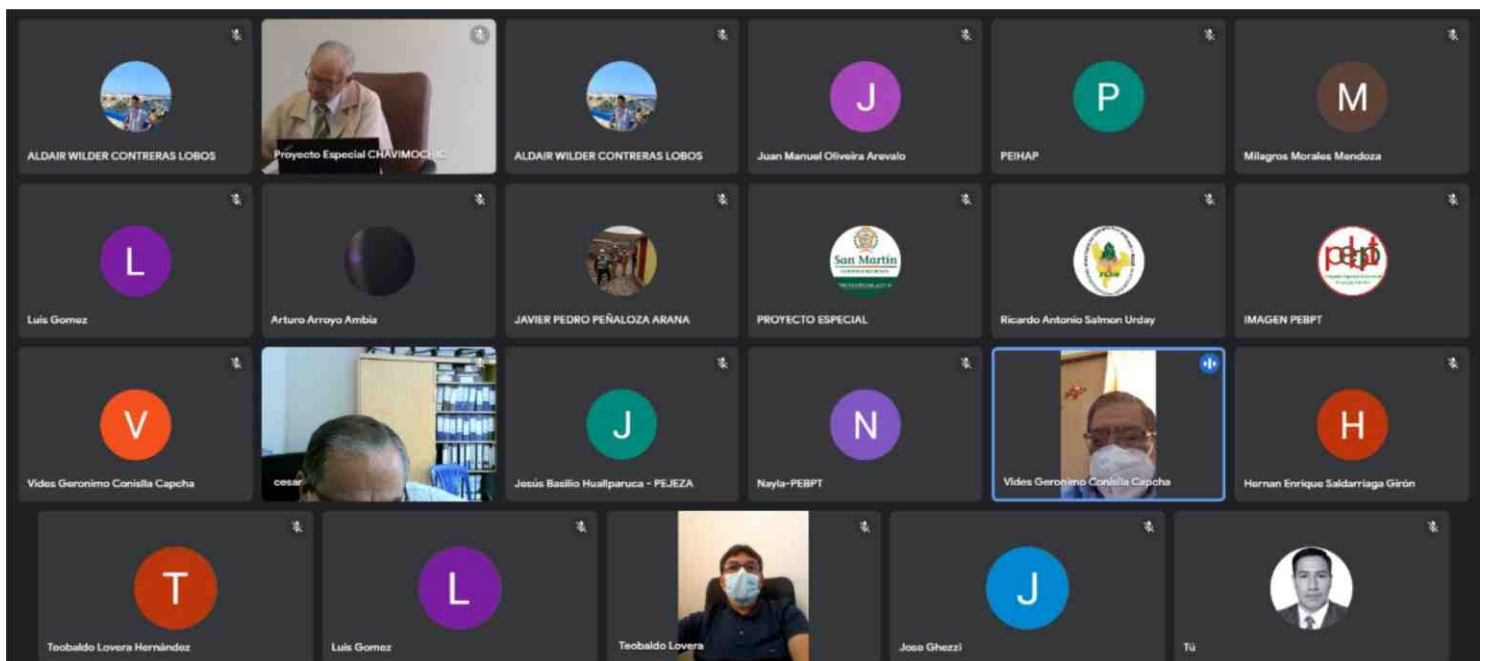 ALDAIR WILDER CONTRERAS LOBOS
Proyecto Especial CHAVIMOCHIC
ALDAIR WILDER CONTRERAS LOBOS
J
Juan Manuel Oliveira Arevalo
P
PEIHAP
M
Milagros Morales Mendoza
L
Luis Gomez
Arturo Arroyo Ambia
JAVIER PEDRO PEÑALOZA ARANA
San Martín
PROYECTO ESPECIAL
Ricardo Antonio Salmon Urday
pebpt
IMAGEN PEBPT
V
Vides Geronimo Conislla Capcha
cesar
J
Jesús Basilio Huallparuca - PEJEZA
N
Nayla-PEBPT
Vides Geronimo Conislla Capcha
H
Hernan Enrique Saldarriaga Girón
T
Teobaldo Lovera Hernández
L
Luis Gomez
Teobaldo Lovera
J
Jose Ghezzi
Tú